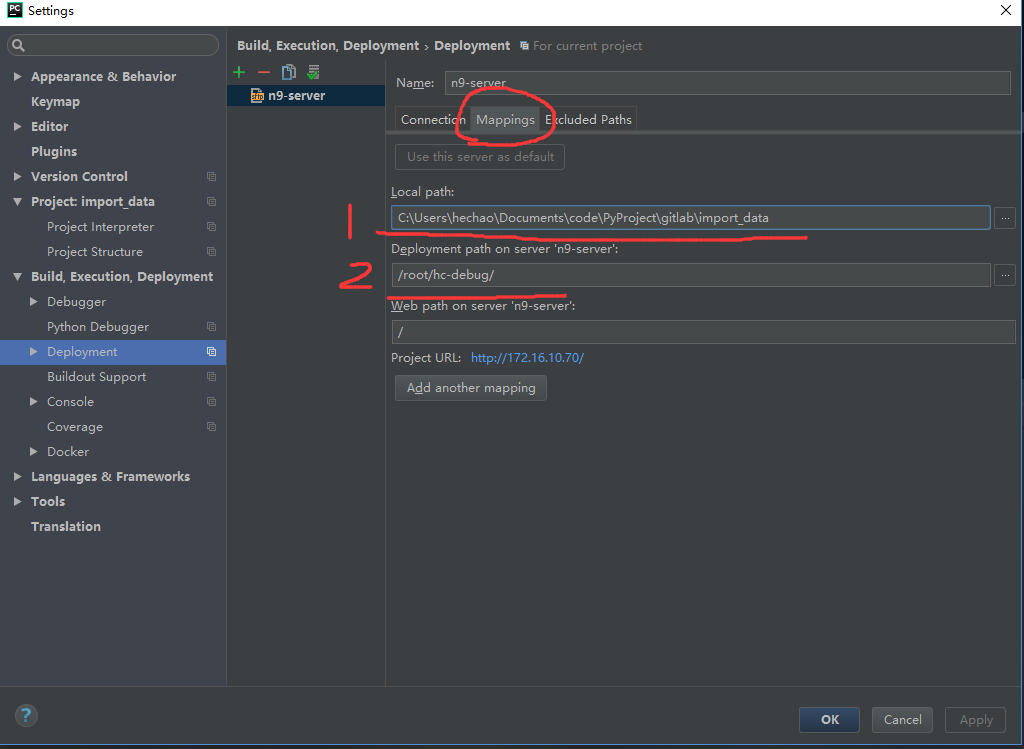 PC Settings
Build, Execution, Deployment › Deployment For current project
Appearance & Behavior
Keymap
Editor
Plugins
Version Control
Project: import_data
Project Interpreter
Project Structure
Build, Execution, Deployment
Debugger
Python Debugger
Deployment
Buildout Support
Console
Coverage
Docker
Languages & Frameworks
Tools
Translation
n9-server
Name: n9-server
Connection Mappings Excluded Paths
Use this server as default
Local path:
1 C:\Users\hechao\Documents\code\PyProject\gitlab\import_data ...
Deployment path on server 'n9-server':
2 /root/hc-debug/ ...
Web path on server 'n9-server':
/
Project URL: http://172.16.10.70/
Add another mapping
? OK Cancel Apply